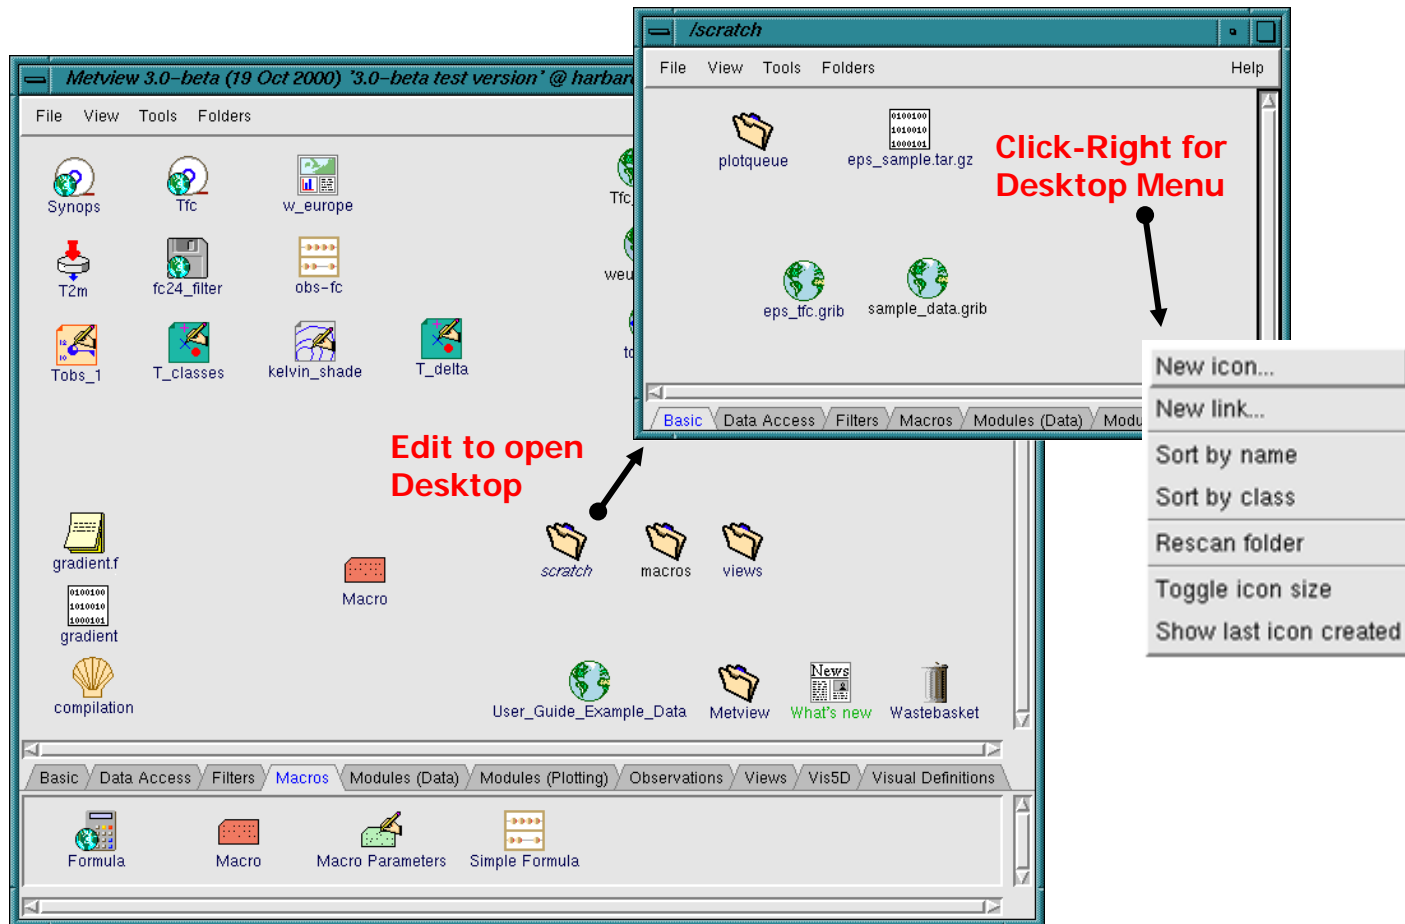 /scratch
File View Tools Folders Help
plotqueue
eps_sample.tar.gz
eps_tfc.grib
sample_data.grib
Basic Data Access Filters Macros Modules (Data)
Click-Right for
Desktop Menu
New icon...
New link...
Sort by name
Sort by class
Rescan folder
Toggle icon size
Show last icon created
Metview 3.0-beta (19 Oct 2000) '3.0-beta test version' @
File View Tools Folders
Synops
Tfc
w_europe
T2m
fc24_filter
obs-fc
Tobs_1
T_classes
kelvin_shade
T_delta
Edit to open
Desktop
gradient.f
scratch
macros
views
0100100
1010010
1000101
gradient
Macro
compilation
User_Guide_Example_Data
Metview
News
What's new
Wastebasket
Basic Data Access Filters Macros Modules (Data) Modules (Plotting) Observations Views Vis5D Visual Definitions
Formula
Macro
Macro Parameters
Simple Formula